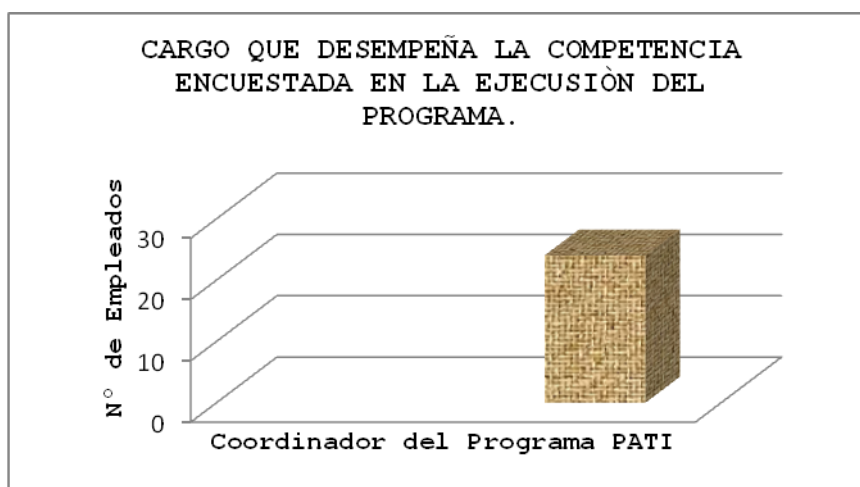 CARGO QUE DESEMPEÑA LA COMPETENCIA
ENCUESTADA EN LA EJECUSIÒN DEL
PROGRAMA.
N° de Empleados
30
20
10
0
Coordinador del Programa PATI